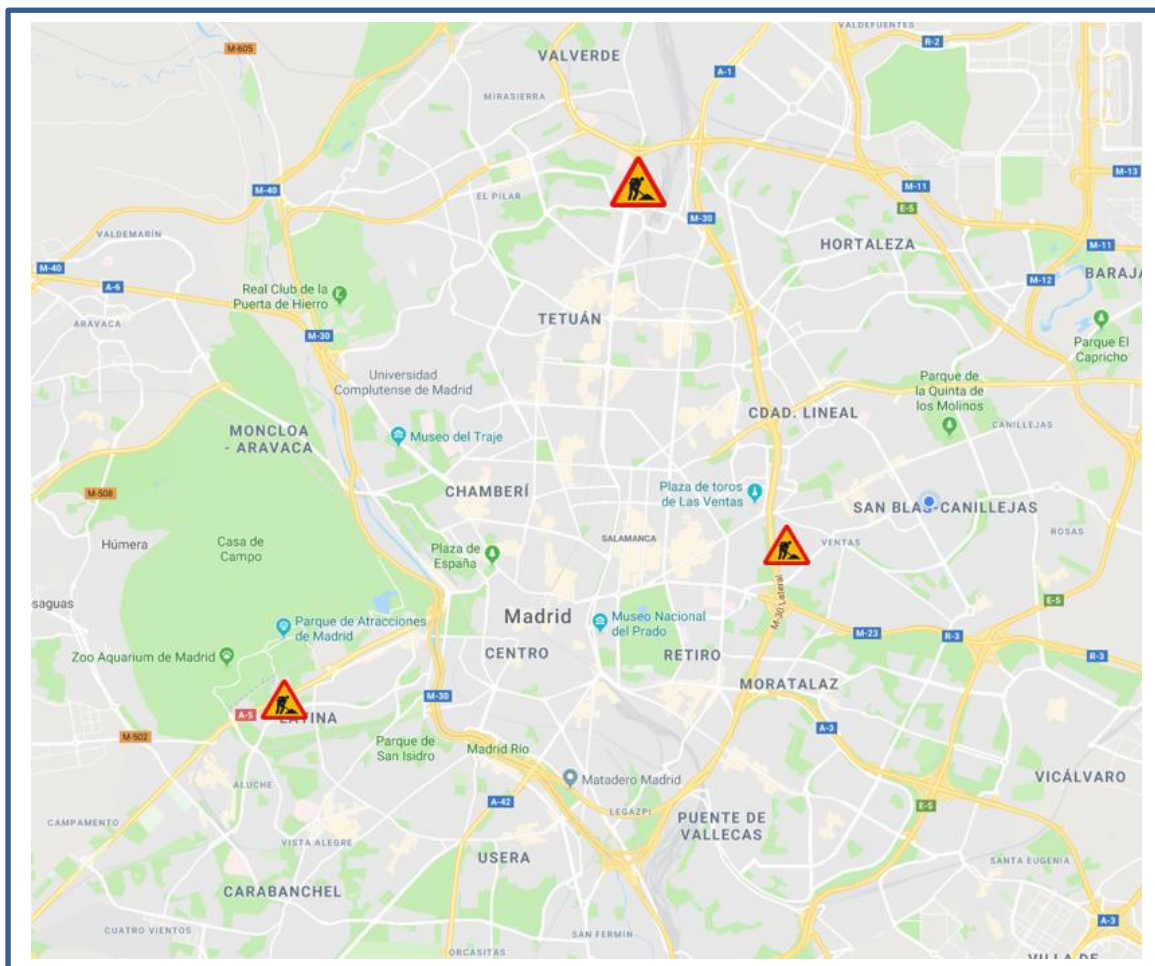 VALDEFUENTES
M-605
R-2
VALVERDE
A-1
MIRASIERRA
M-13
M-40
EL PILAR
M-11
E-5
M-30
VALDEMARÍN
HORTALEZA
M-11
M-40
BARAJA
A-6
Real Club de la
Puerta de Hierro
M-12
TETUÁN
ARAVACA
M-30
Parque El
Capricho
Universidad
Complutense de Madrid
Parque de
la Quinta de
los Molinos
CDAD. LINEAL
CANILLEJAS
MONCLOA
- ARAVACA
Museo del Traje
CHAMBERÍ
Plaza de toros
de Las Ventas
M-508
SAN BLAS-CANILLEJAS
ROSAS
Húmera
Casa de
Campo
SALAMANCA
VENTAS
Plaza de
España
M-30 Lateral
osaguas
E-5
Madrid
Museo Nacional
del Prado
Parque de Atracciones
de Madrid
M-23
R-3
CENTRO
RETIRO
Zoo Aquarium de Madrid
R-3
MORATALAZ
M-30
A-5
LATINA
M-502
Parque de
San Isidro
Madrid Río
A-3
Matadero Madrid
VICÁLVARO
ALUCHE
A-42
LEGAZPI
E-5
CAMPAMENTO
PUENTE DE
VALLECAS
VISTA ALEGRE
USERA
SANTA EUGENIA
CARABANCHEL
A-3
CUATRO VIENTOS
SAN FERMÍN
ORCASITAS
VILLA DE